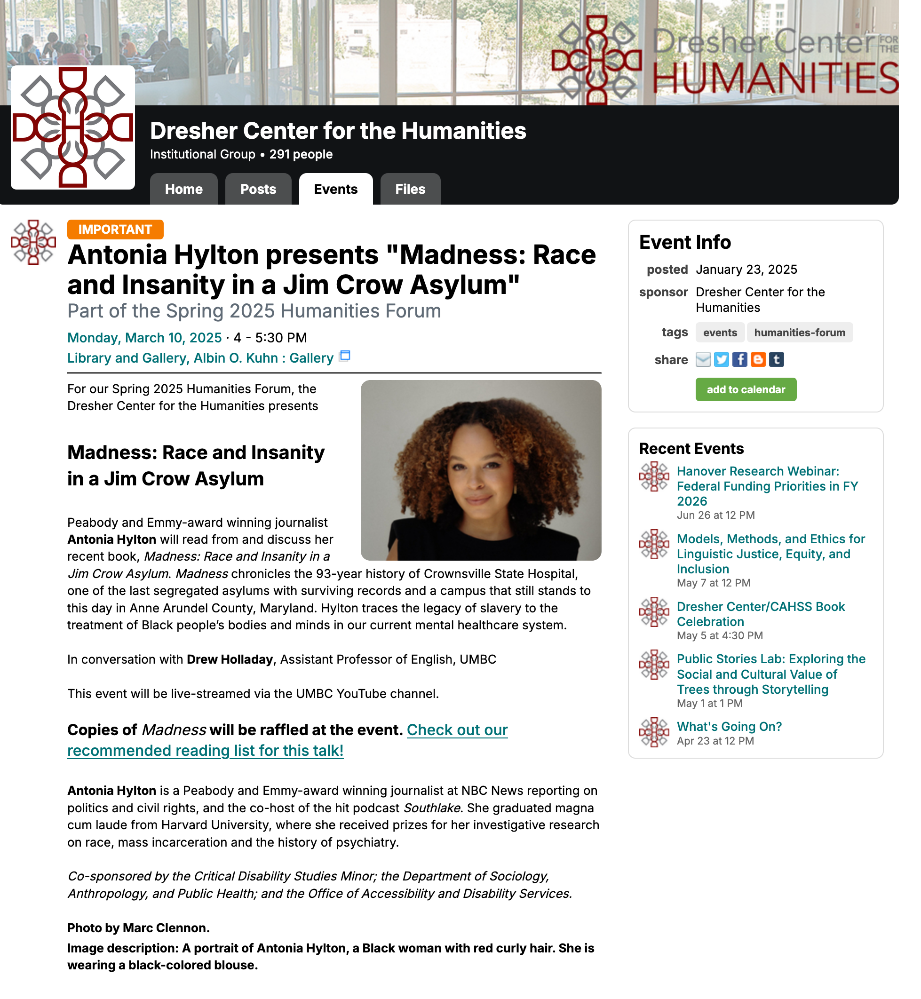 Dresher Center FOR THE
HUMANITIES
Dresher Center for the Humanities
Institutional Group • 291 people
Home Posts Events Files
IMPORTANT
Antonia Hylton presents "Madness: Race
and Insanity in a Jim Crow Asylum"
Part of the Spring 2025 Humanities Forum
Monday, March 10, 2025 · 4 - 5:30 PM
Library and Gallery, Albin O. Kuhn : Gallery
For our Spring 2025 Humanities Forum, the
Dresher Center for the Humanities presents
Madness: Race and Insanity
in a Jim Crow Asylum
Peabody and Emmy-award winning journalist
Antonia Hylton will read from and discuss her
recent book, Madness: Race and Insanity in a
Jim Crow Asylum. Madness chronicles the 93-year history of Crownsville State Hospital,
one of the last segregated asylums with surviving records and a campus that still stands to
this day in Anne Arundel County, Maryland. Hylton traces the legacy of slavery to the
treatment of Black people’s bodies and minds in our current mental healthcare system.
In conversation with Drew Holladay, Assistant Professor of English, UMBC
This event will be live-streamed via the UMBC YouTube channel.
Copies of Madness will be raffled at the event. Check out our
recommended reading list for this talk!
Antonia Hylton is a Peabody and Emmy-award winning journalist at NBC News reporting on
politics and civil rights, and the co-host of the hit podcast Southlake. She graduated magna
cum laude from Harvard University, where she received prizes for her investigative research
on race, mass incarceration and the history of psychiatry.
Co-sponsored by the Critical Disability Studies Minor; the Department of Sociology,
Anthropology, and Public Health; and the Office of Accessibility and Disability Services.
Photo by Marc Clennon.
Image description: A portrait of Antonia Hylton, a Black woman with red curly hair. She is
wearing a black-colored blouse.
Event Info
posted January 23, 2025
sponsor Dresher Center for the
Humanities
tags events humanities-forum
share
add to calendar
Recent Events
Hanover Research Webinar:
Federal Funding Priorities in FY
2026
Jun 26 at 12 PM
Models, Methods, and Ethics for
Linguistic Justice, Equity, and
Inclusion
May 7 at 12 PM
Dresher Center/CAHSS Book
Celebration
May 5 at 4:30 PM
Public Stories Lab: Exploring the
Social and Cultural Value of
Trees through Storytelling
May 1 at 1 PM
What's Going On?
Apr 23 at 12 PM